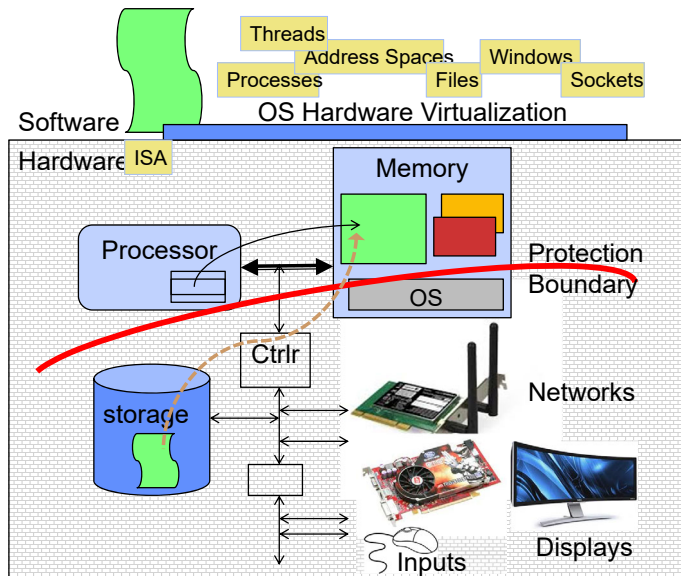 Threads
Address Spaces
Windows
Processes
Files
Sockets
OS Hardware Virtualization
Software
Hardware
ISA
Memory
Processor
Protection
Boundary
OS
Ctrlr
storage
Networks
Displays
Inputs